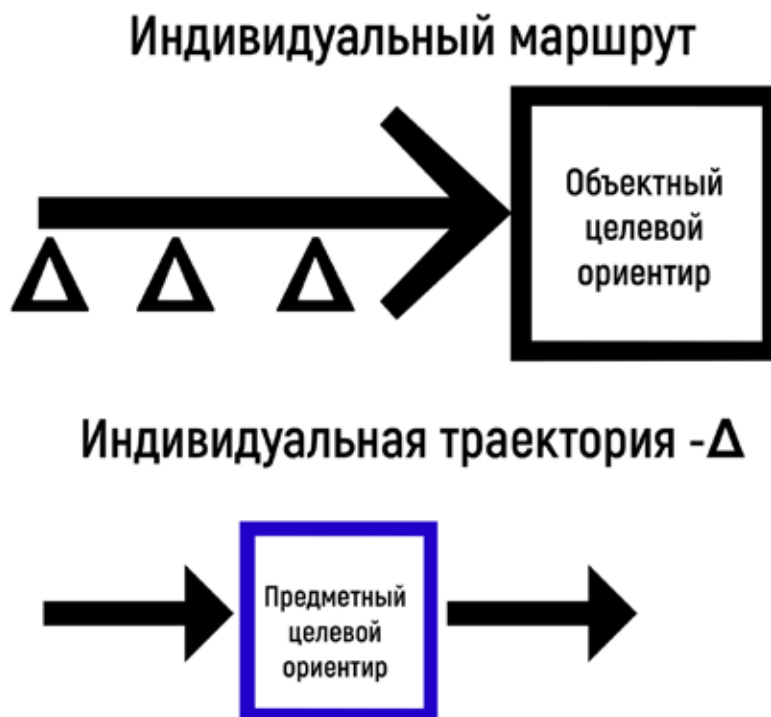 Индивидуальный маршрут
Объектный
целевой
ориентир
Δ Δ Δ
Индивидуальная траектория -Δ
Предметный
целевой
ориентир